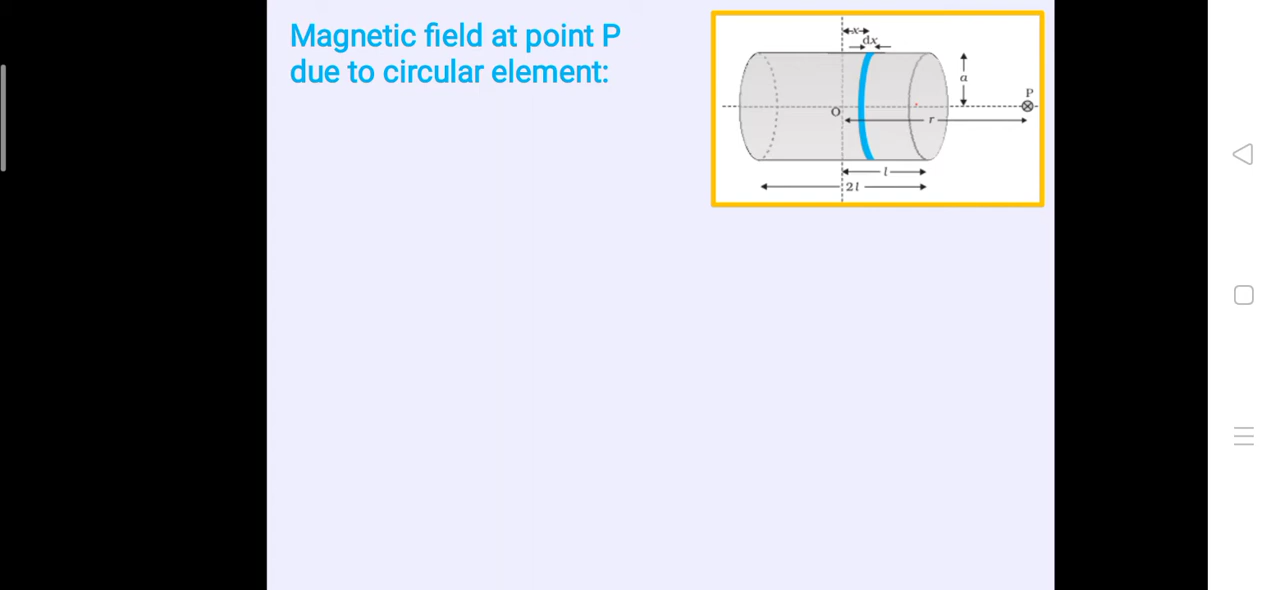 Magnetic field at point P
due to circular element:
x
dx
a
P
O
r
l
2l